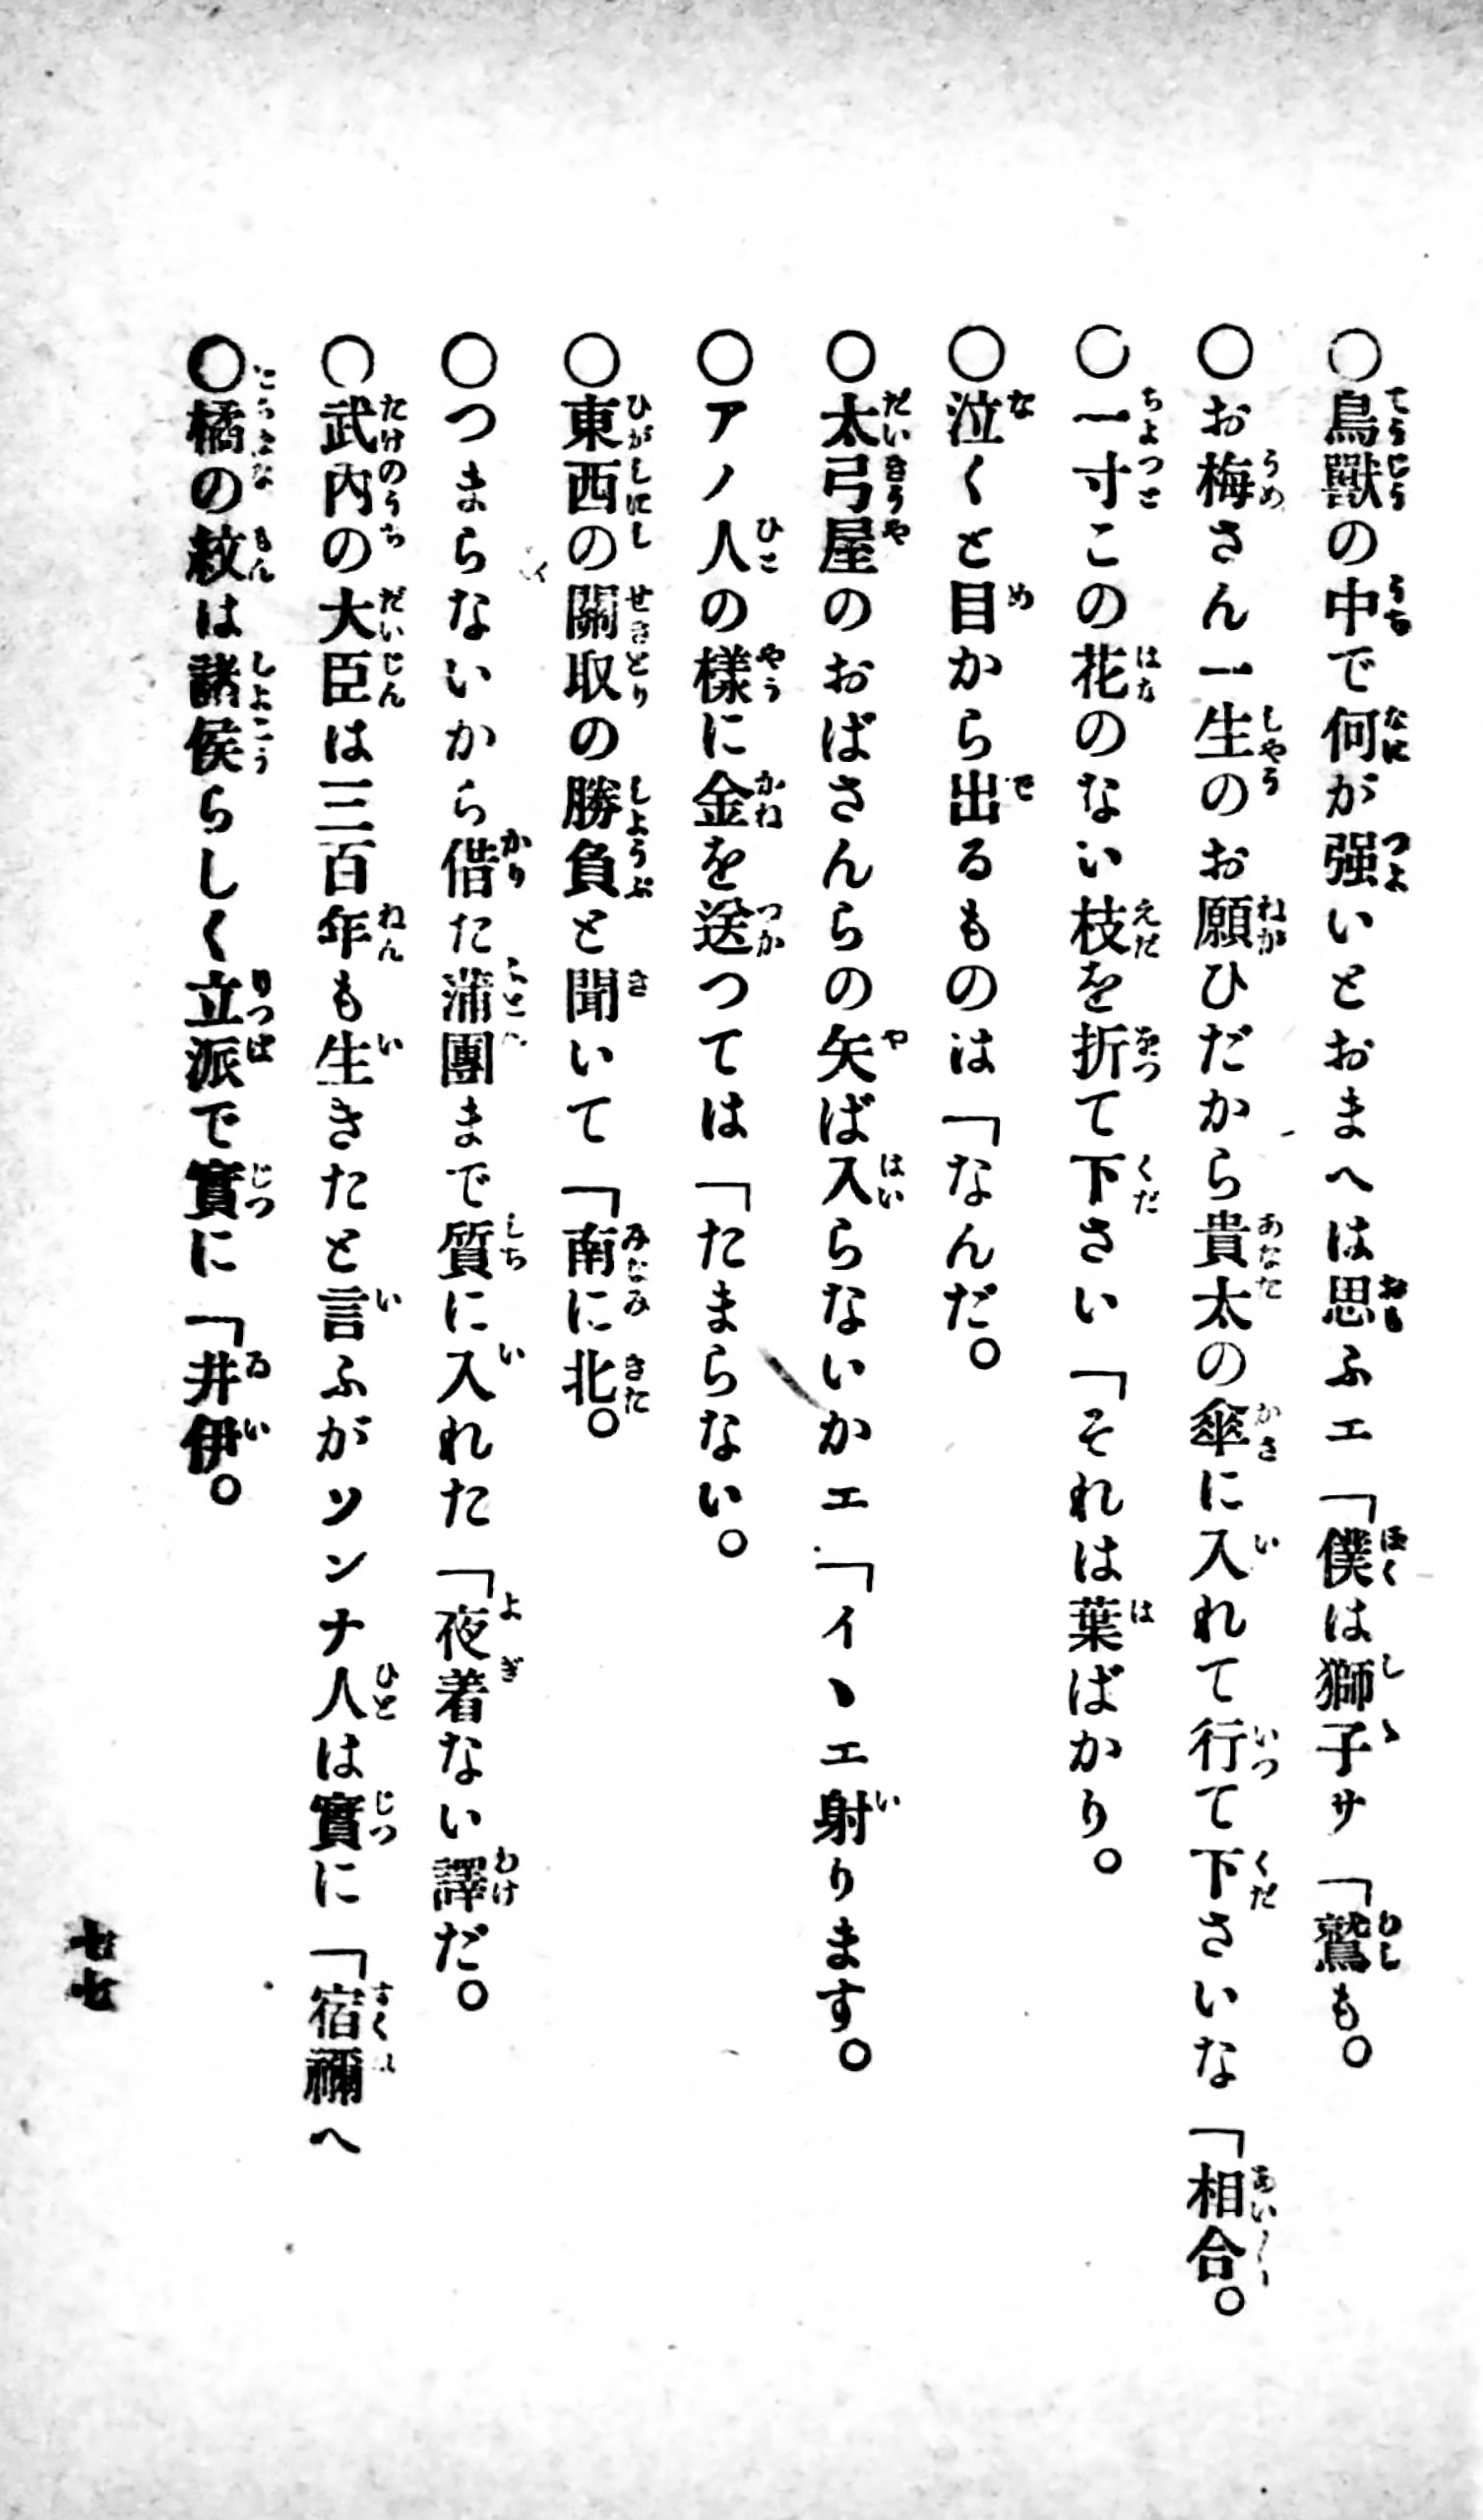 ○鳥獸の中で何が强いとおまへは思ふエ「僕は獅子サ「鷲も。
○お梅さん一生のお願ひだから貴太の傘に入れて行て下さいな「相合。
○一寸この花のない枝を折て下さい「それは葉ばかり。
○泣くと目から出るものは「なんだ。
○太弓屋のおばさんらの矢ば入らないかエ「イヽエ射ります。
○アノ人の樣に金を送つては「たまらない。
○東西の關取の勝負と聞いて「南に北。
○つまらないから借た蒲團まで質に入れた「夜着ない譯だ。
○武内の大臣は三百年も生きたと言ふがソンナ人は實に「宿禰へ
○橘の紋は諸侯らしく立派で實に「井伊。
七七